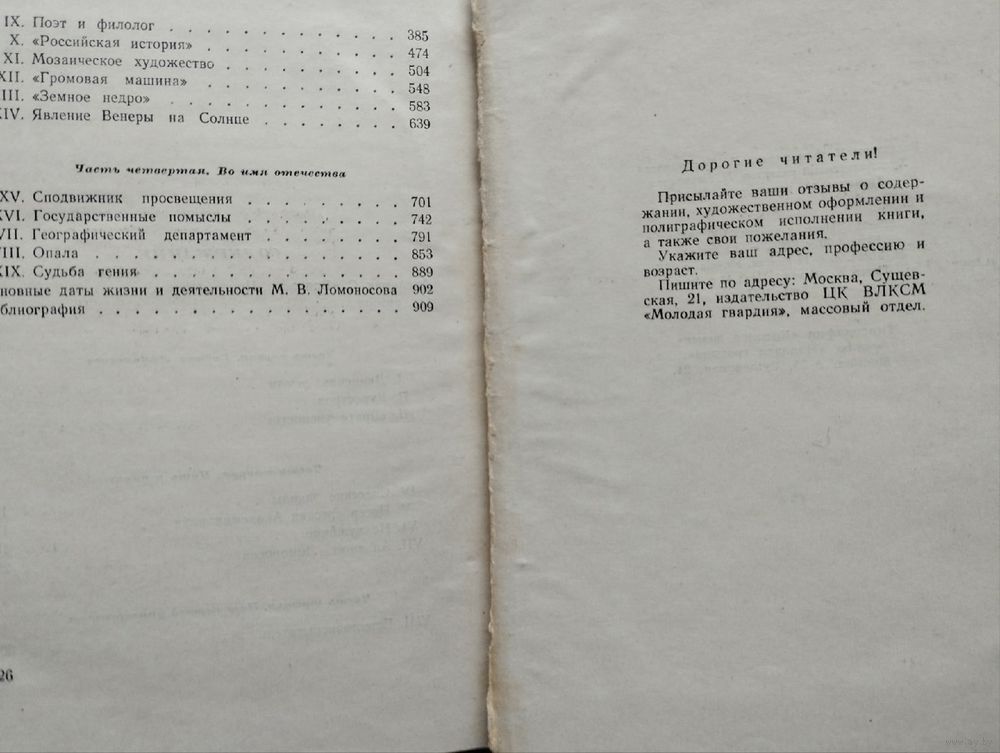 IX. Поэт и филолог . . . . . . . . . . . . . 385
X. «Российская история» . . . . . . . . . . 474
XI. Мозаическое художество . . . . . . . . . 504
XII. «Громовая машина» . . . . . . . . . . 548
III. «Земное недро» . . . . . . . . . . . . 583
XIV. Явление Венеры на Солнце . . . . . . . 639
Часть четвертая. Во имя отечества
XV. Сподвижник просвещения . . . . . . . . 701
XVI. Государственные помыслы . . . . . . . . 742
VII. Географический департамент . . . . . . . 791
VIII. Опала . . . . . . . . . . . . . . . . 853
XIX. Судьба гения . . . . . . . . . . . . . 889
новные даты жизни и деятельности М. В. Ломоносова 902
блиография . . . . . . . . . . . . . . . . 909
26
Дорогие читатели!
Присылайте ваши отзывы о содер-
жании, художественном оформлении и
полиграфическом исполнении книги,
а также свои пожелания.
Укажите ваш адрес, профессию и
возраст.
Пишите по адресу: Москва, Сущев-
ская, 21, издательство ЦК ВЛКСМ
«Молодая гвардия», массовый отдел.